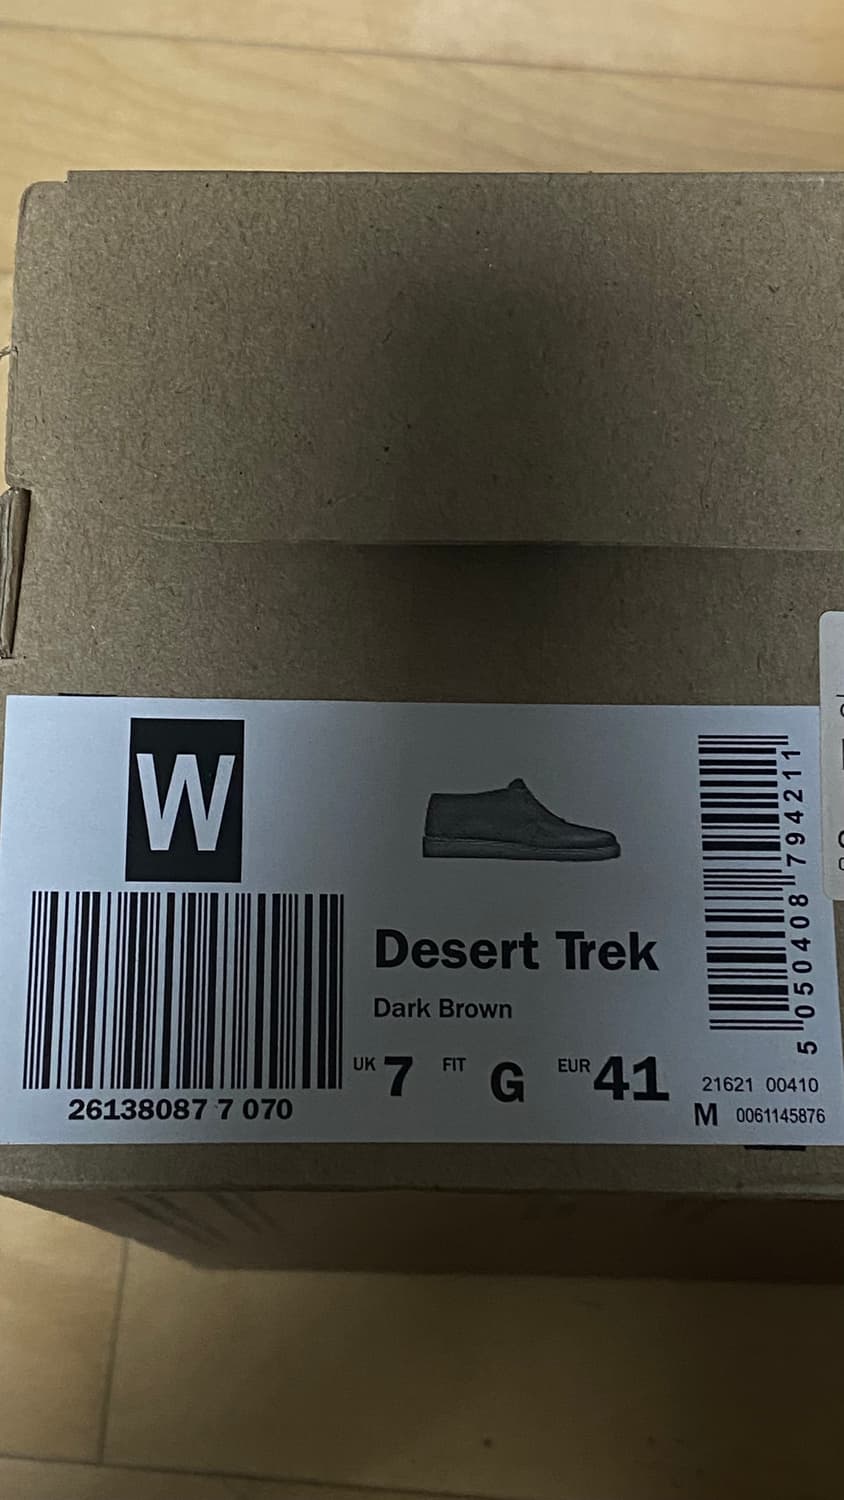 W
26138087 7 070
Desert Trek
Dark Brown
UK 7 FIT G EUR 41
5 050408 794211
21621 00410
M 0061145876